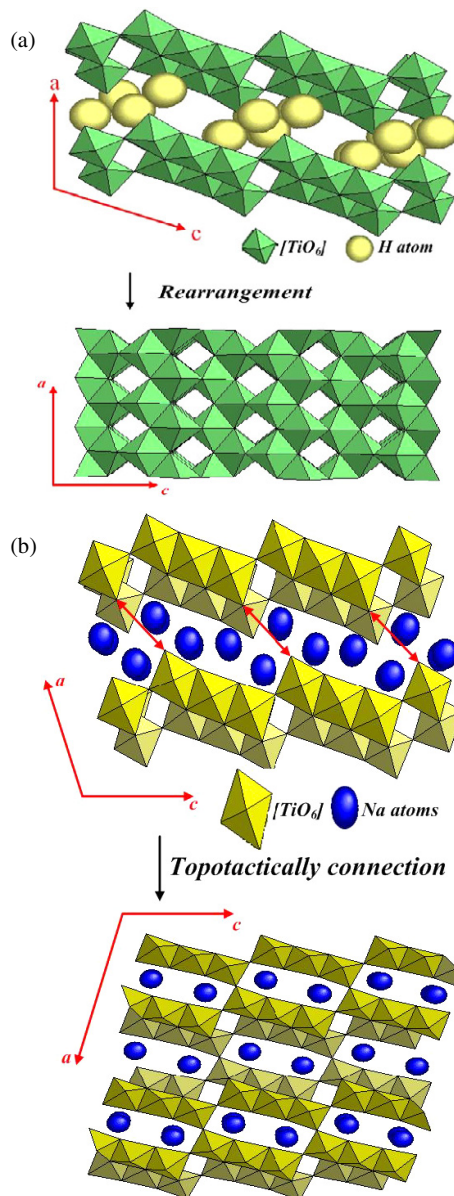 (a)
a
c
[TiO6] H atom
Rearrangement
a
c
(b)
a
c
[TiO6] Na atoms
Topotactically connection
c
a